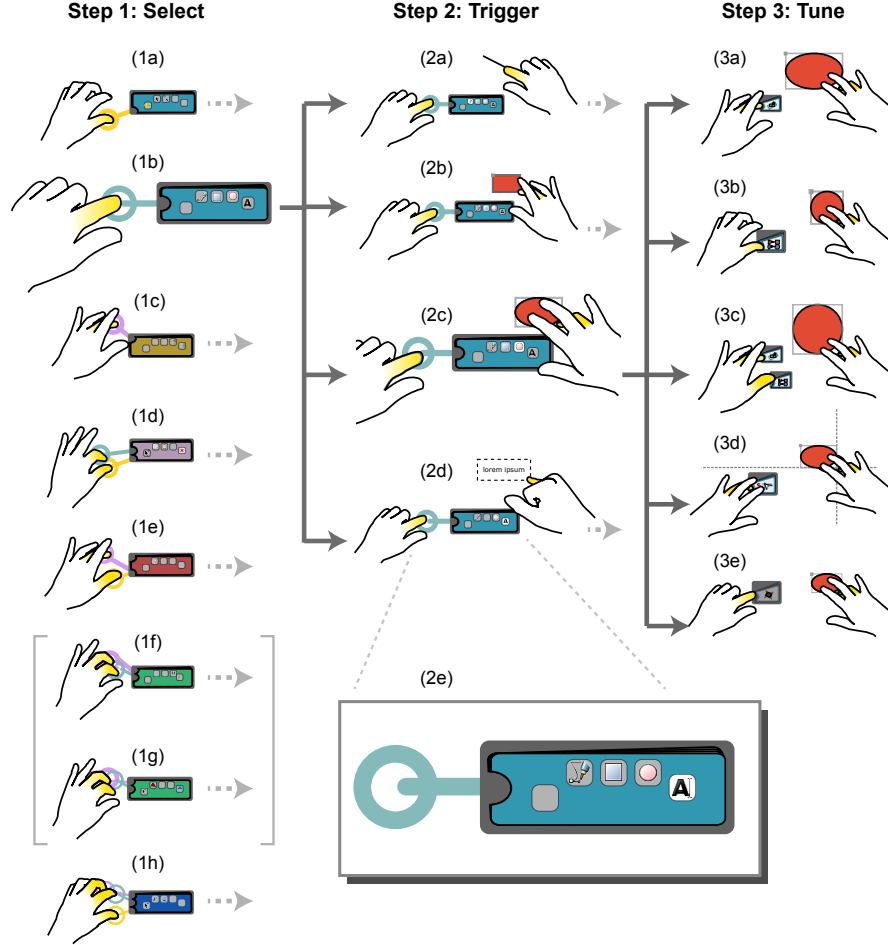 Step 1: Select
Step 2: Trigger
Step 3: Tune
(1a)
(2a)
(3a)
(1b)
(2b)
A
(3b)
(1c)
(2c)
A
(3c)
(1d)
(2d)
lorem ipsum
A
(3d)
(1e)
(3e)
(1f)
(2e)
A
(1g)
(1h)